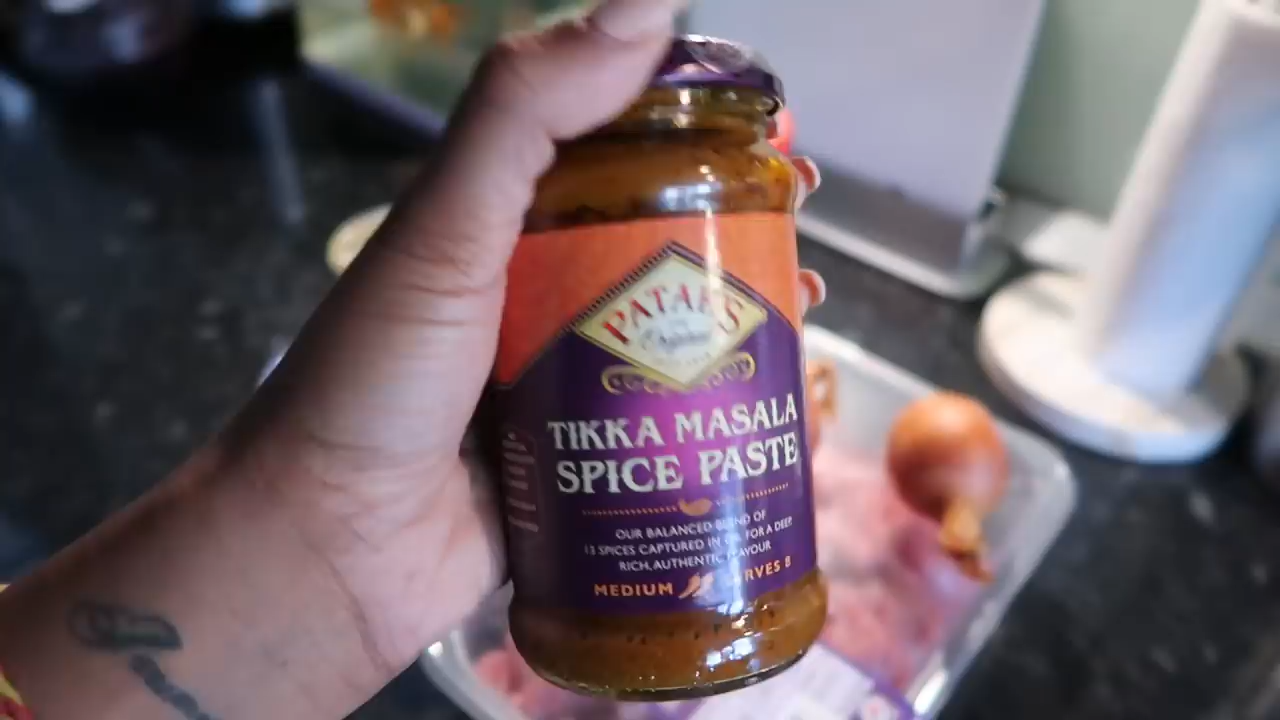 PATAK'S
Original
TIKKA MASALA
SPICE PASTE
OUR BALANCED BLEND OF
13 SPICES CAPTURED IN OIL FOR A DEEP,
RICH, AUTHENTIC FLAVOUR
MEDIUM SERVES 8